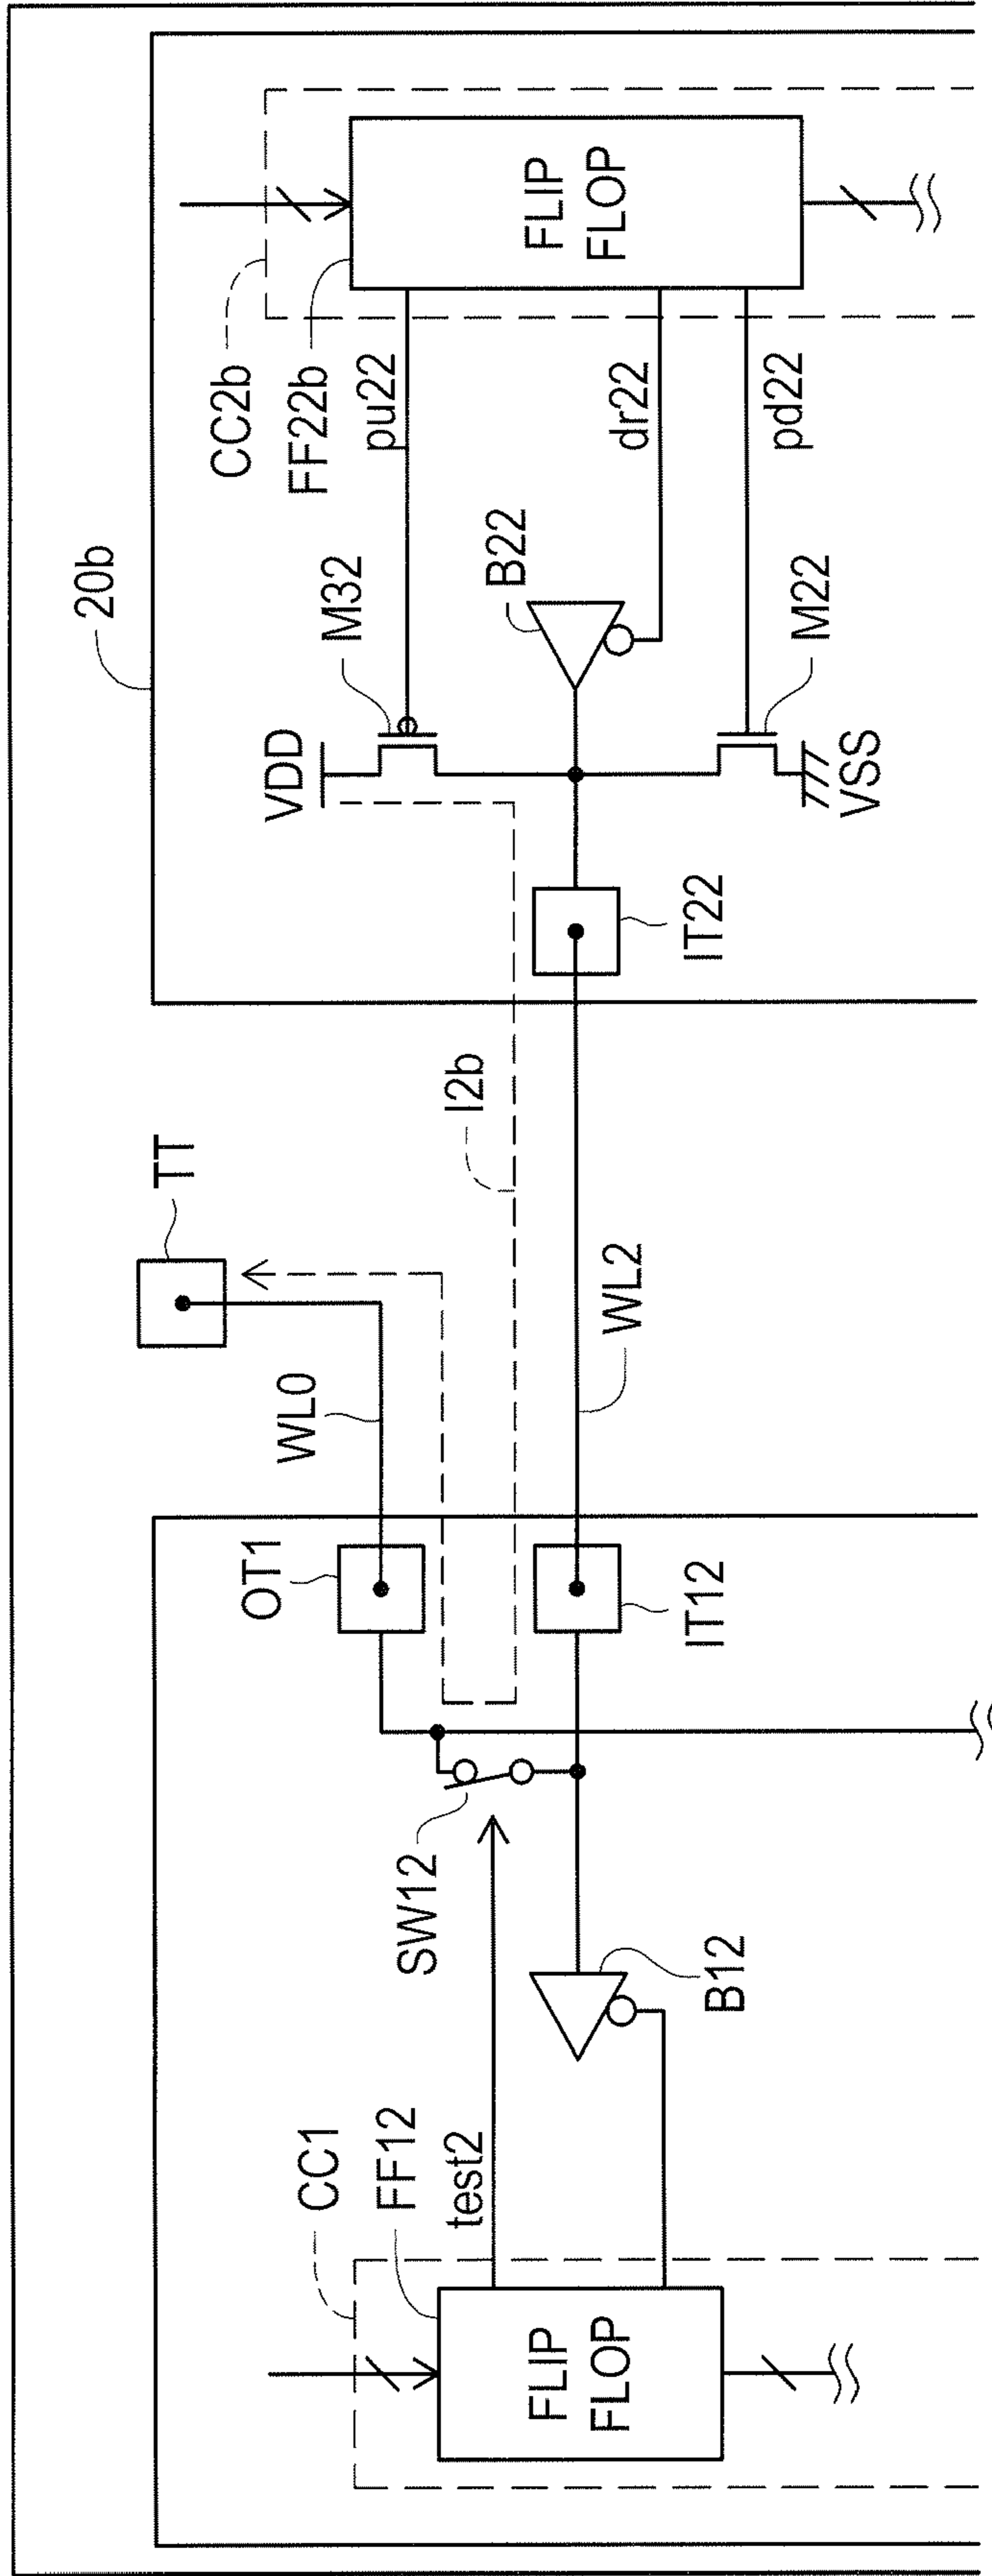 20b
CC2b
FF22b
FLIP
FLOP
pu22
dr22
pd22
M32
B22
M22
VDD
VSS
IT22
I2b
TT
WL0
WL2
OT1
IT12
SW12
B12
CC1
FF12
test2
FLIP
FLOP